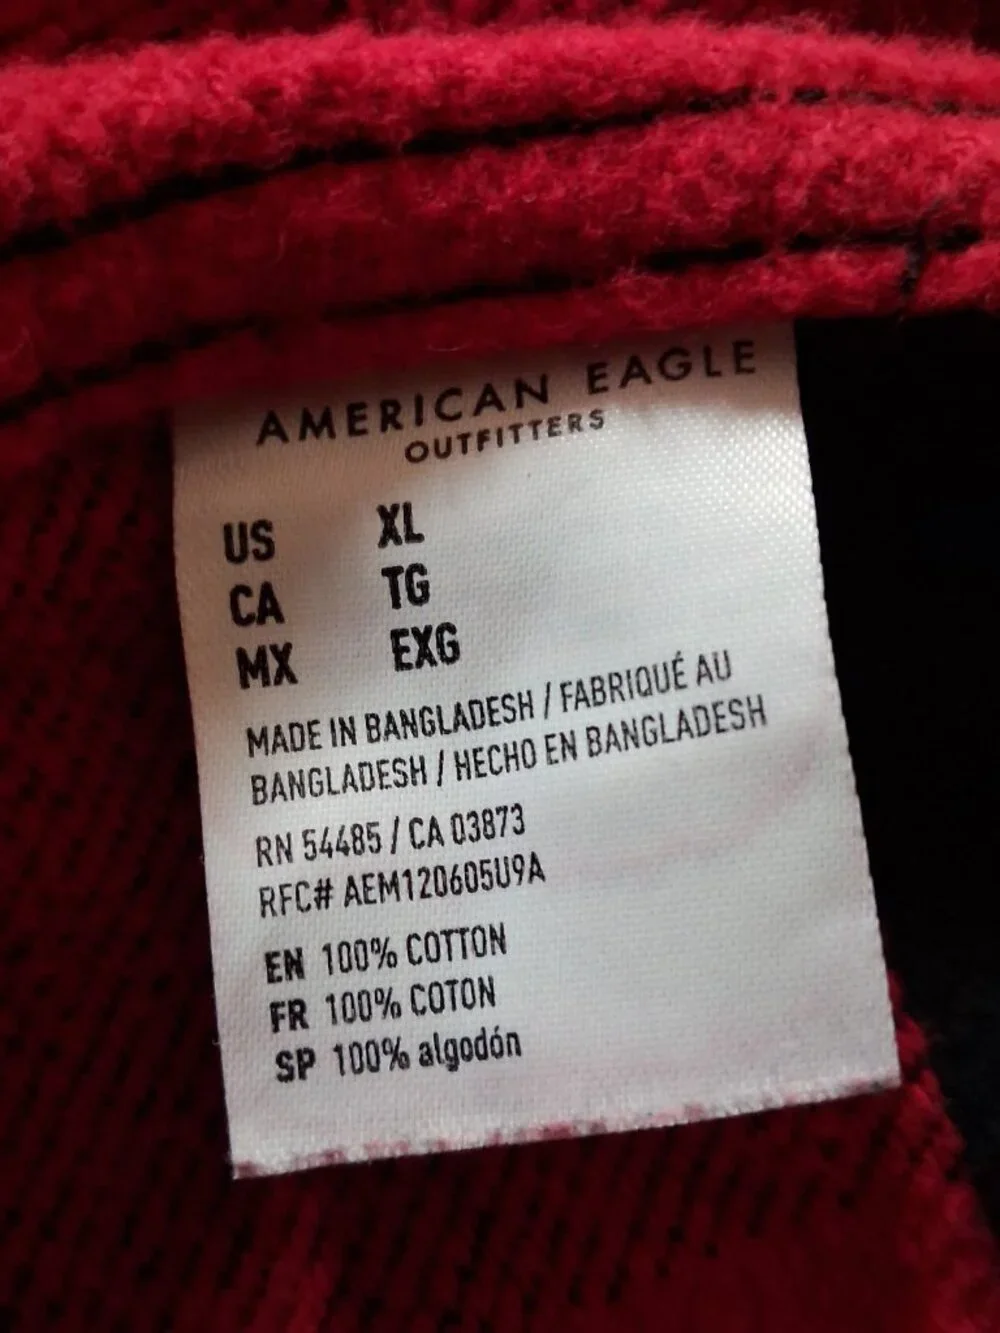 AMERICAN EAGLE
OUTFITTERS
US XL
CA TG
MX EXG
MADE IN BANGLADESH / FABRIQUÉ AU
BANGLADESH / HECHO EN BANGLADESH
RN 54485 / CA 03873
RFC# AEM120605U9A
EN 100% COTTON
FR 100% COTON
SP 100% algodón